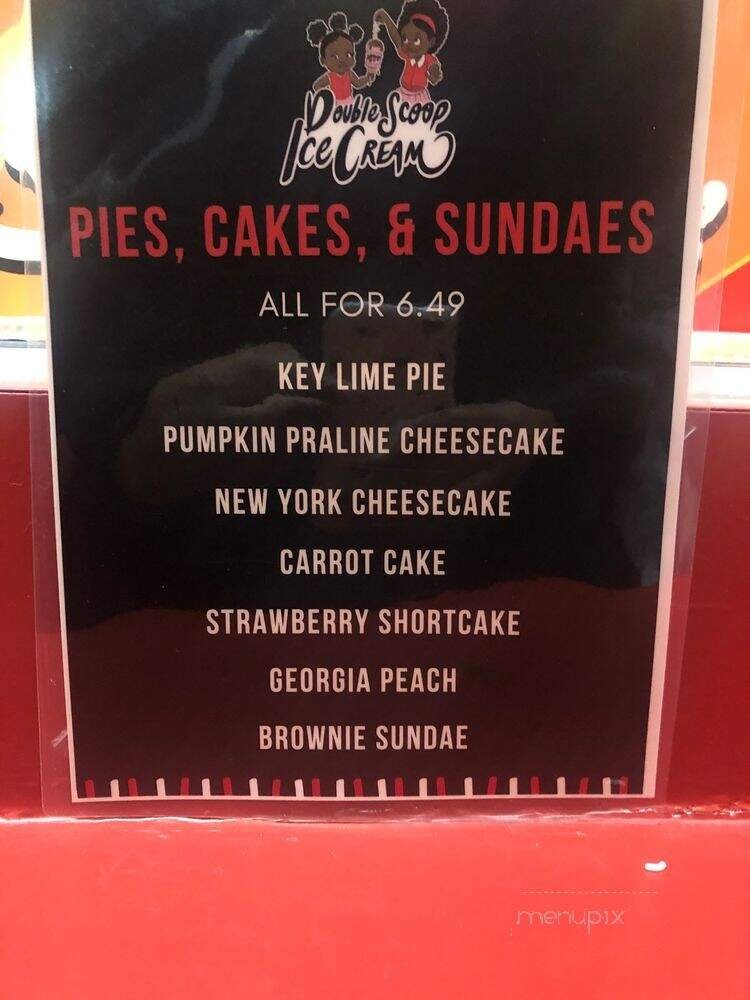 Double Scoop
Ice Cream
PIES, CAKES, & SUNDAES
ALL FOR 6.49
KEY LIME PIE
PUMPKIN PRALINE CHEESECAKE
NEW YORK CHEESECAKE
CARROT CAKE
STRAWBERRY SHORTCAKE
GEORGIA PEACH
BROWNIE SUNDAE
menupix